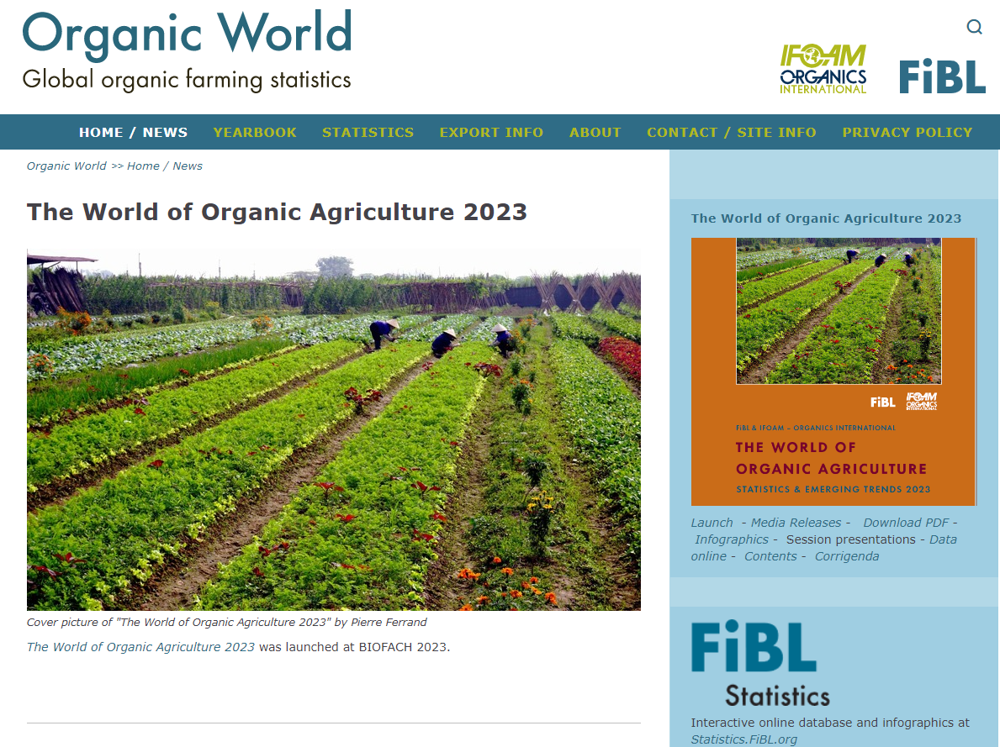 Organic World
Global organic farming statistics
IFOAM
ORGANICS
INTERNATIONAL
FiBL
HOME / NEWS YEARBOOK STATISTICS EXPORT INFO ABOUT CONTACT / SITE INFO PRIVACY POLICY
Organic World >> Home / News
The World of Organic Agriculture 2023
Cover picture of "The World of Organic Agriculture 2023" by Pierre Ferrand
The World of Organic Agriculture 2023 was launched at BIOFACH 2023.
The World of Organic Agriculture 2023
FiBL
IFOAM
ORGANICS
INTERNATIONAL
FiBL & IFOAM – ORGANICS INTERNATIONAL
THE WORLD OF
ORGANIC AGRICULTURE
STATISTICS & EMERGING TRENDS 2023
Launch - Media Releases - Download PDF -
Infographics - Session presentations - Data
online - Contents - Corrigenda
FiBL
Statistics
Interactive online database and infographics at
Statistics.FiBL.org